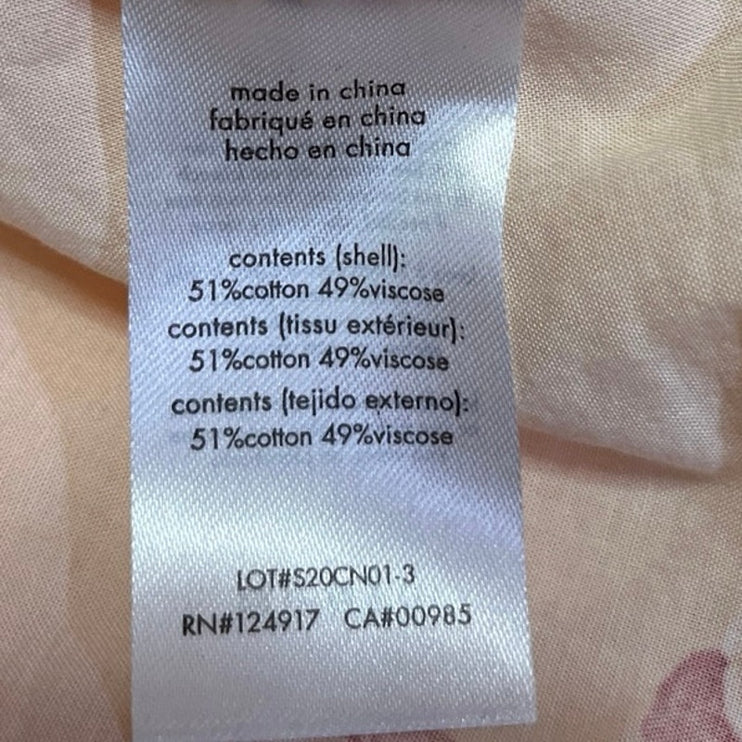 made in china
fabriqué en china
hecho en china
contents (shell):
51%cotton 49%viscose
contents (tissu extérieur):
51%cotton 49%viscose
contents (tejido externo):
51%cotton 49%viscose
LOT#S20CN01-3
RN#124917 CA#00985